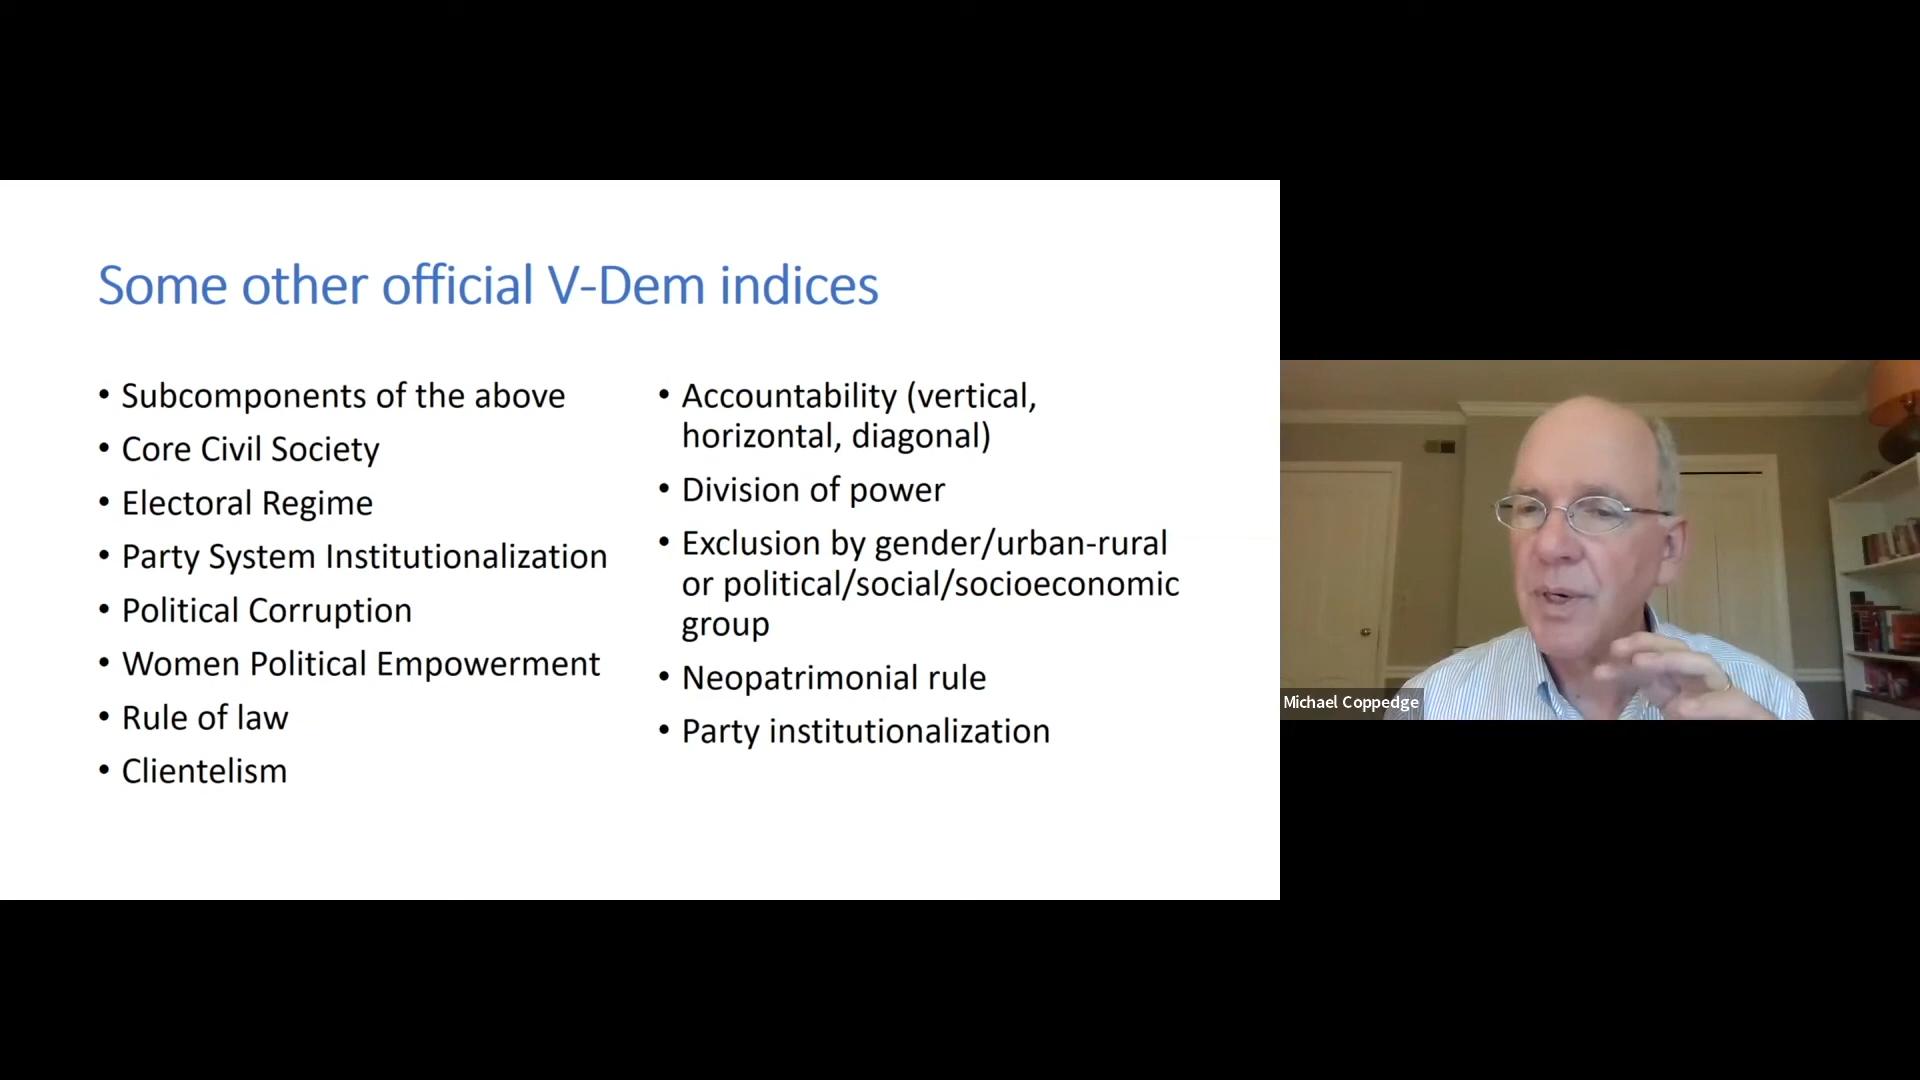 Some other official V-Dem indices
• Subcomponents of the above
• Core Civil Society
• Electoral Regime
• Party System Institutionalization
• Political Corruption
• Women Political Empowerment
• Rule of law
• Clientelism
• Accountability (vertical,
horizontal, diagonal)
• Division of power
• Exclusion by gender/urban-rural
or political/social/socioeconomic
group
• Neopatrimonial rule
• Party institutionalization
Michael Coppedge